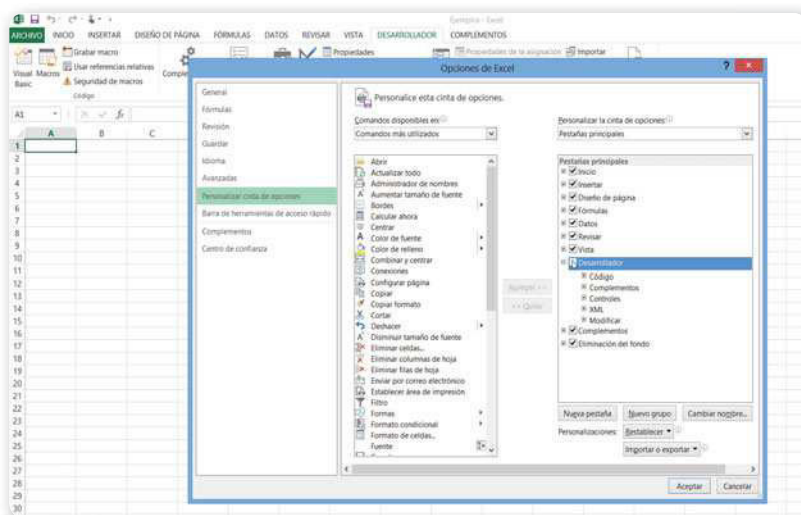 Ejemplo - Excel
ARCHIVO INICIO INSERTAR DISEÑO DE PÁGINA FÓRMULAS DATOS REVISAR VISTA DESARROLLADOR COMPLEMENTOS
Visual Basic
Macros
Grabar macro
Usar referencias relativas
Seguridad de macros
Código
Comple
Propiedades
Propiedades de la asignación
Importar
A1
A B C
1
2
3
4
5
6
7
8
9
10
11
12
13
14
15
16
17
18
19
20
21
22
23
24
25
26
27
28
29
30
Opciones de Excel
General
Fórmulas
Revisión
Guardar
Idioma
Avanzadas
Personalizar cinta de opciones
Barra de herramientas de acceso rápido
Complementos
Centro de confianza
Personalice esta cinta de opciones.
Comandos disponibles en:
Comandos más utilizados
Abrir
Actualizar todo
Administrador de nombres
Aumentar tamaño de fuente
Bordes
Calcular ahora
Centrar
Color de fuente
Color de relleno
Combinar y centrar
Conexiones
Configurar página
Copiar
Copiar formato
Cortar
Deshacer
Disminuir tamaño de fuente
Eliminar celdas...
Eliminar columnas de hoja
Eliminar filas de hoja
Enviar por correo electrónico
Establecer área de impresión
Filtro
Formas
Formato condicional
Formato de celdas...
Fuente
Agregar >>
<< Quitar
Personalizar la cinta de opciones:
Pestañas principales
Pestañas principales
Inicio
Insertar
Diseño de página
Fórmulas
Datos
Revisar
Vista
Desarrollador
Código
Complementos
Controles
XML
Modificar
Complementos
Eliminación del fondo
Nueva pestaña Nuevo grupo Cambiar nombre...
Personalizaciones: Restablecer
Importar o exportar
Aceptar Cancelar